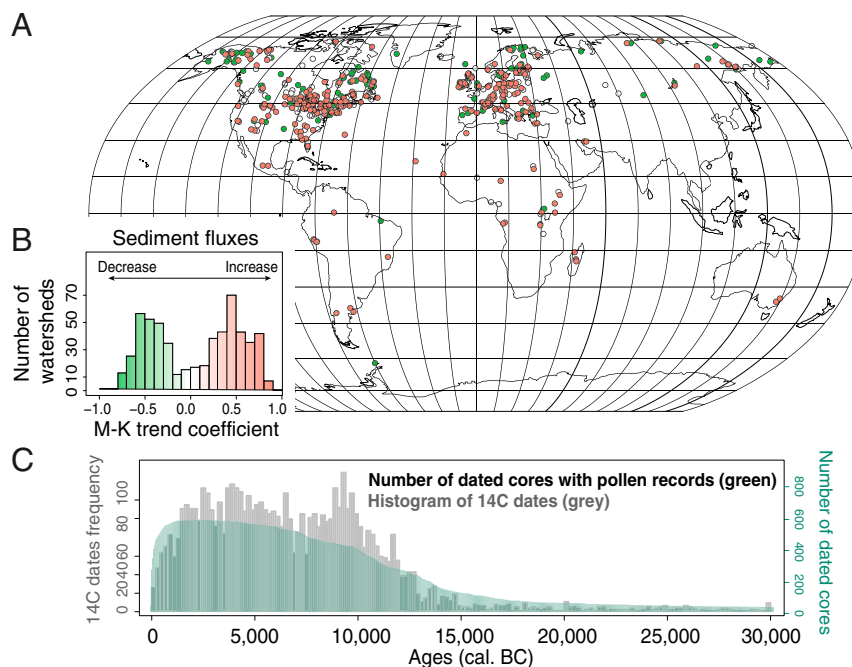 A
B
Sediment fluxes
Decrease
Increase
Number of
watersheds
0 10 30 50 70
−1.0 −0.5 0.0 0.5 1.0
M-K trend coefficient
C
Number of dated cores with pollen records (green)
Histogram of 14C dates (grey)
14C dates frequency
0 20 40 60 80 100
Number of
dated cores
0 200 400 600 800
0 5,000 10,000 15,000 20,000 25,000 30,000
Ages (cal. BC)